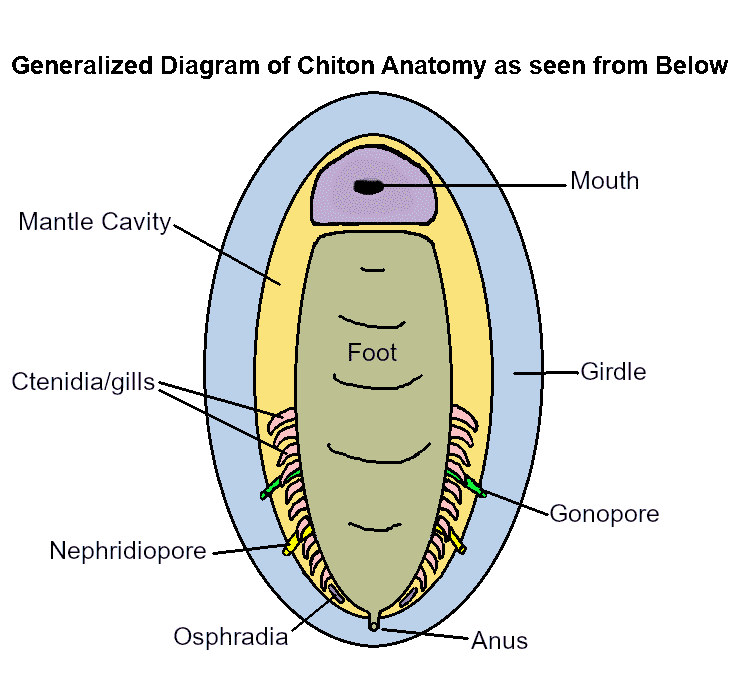 Generalized Diagram of Chiton Anatomy as seen from Below
Mouth
Mantle Cavity
Foot
Girdle
Ctenidia/gills
Gonopore
Nephridiopore
Osphradia
Anus